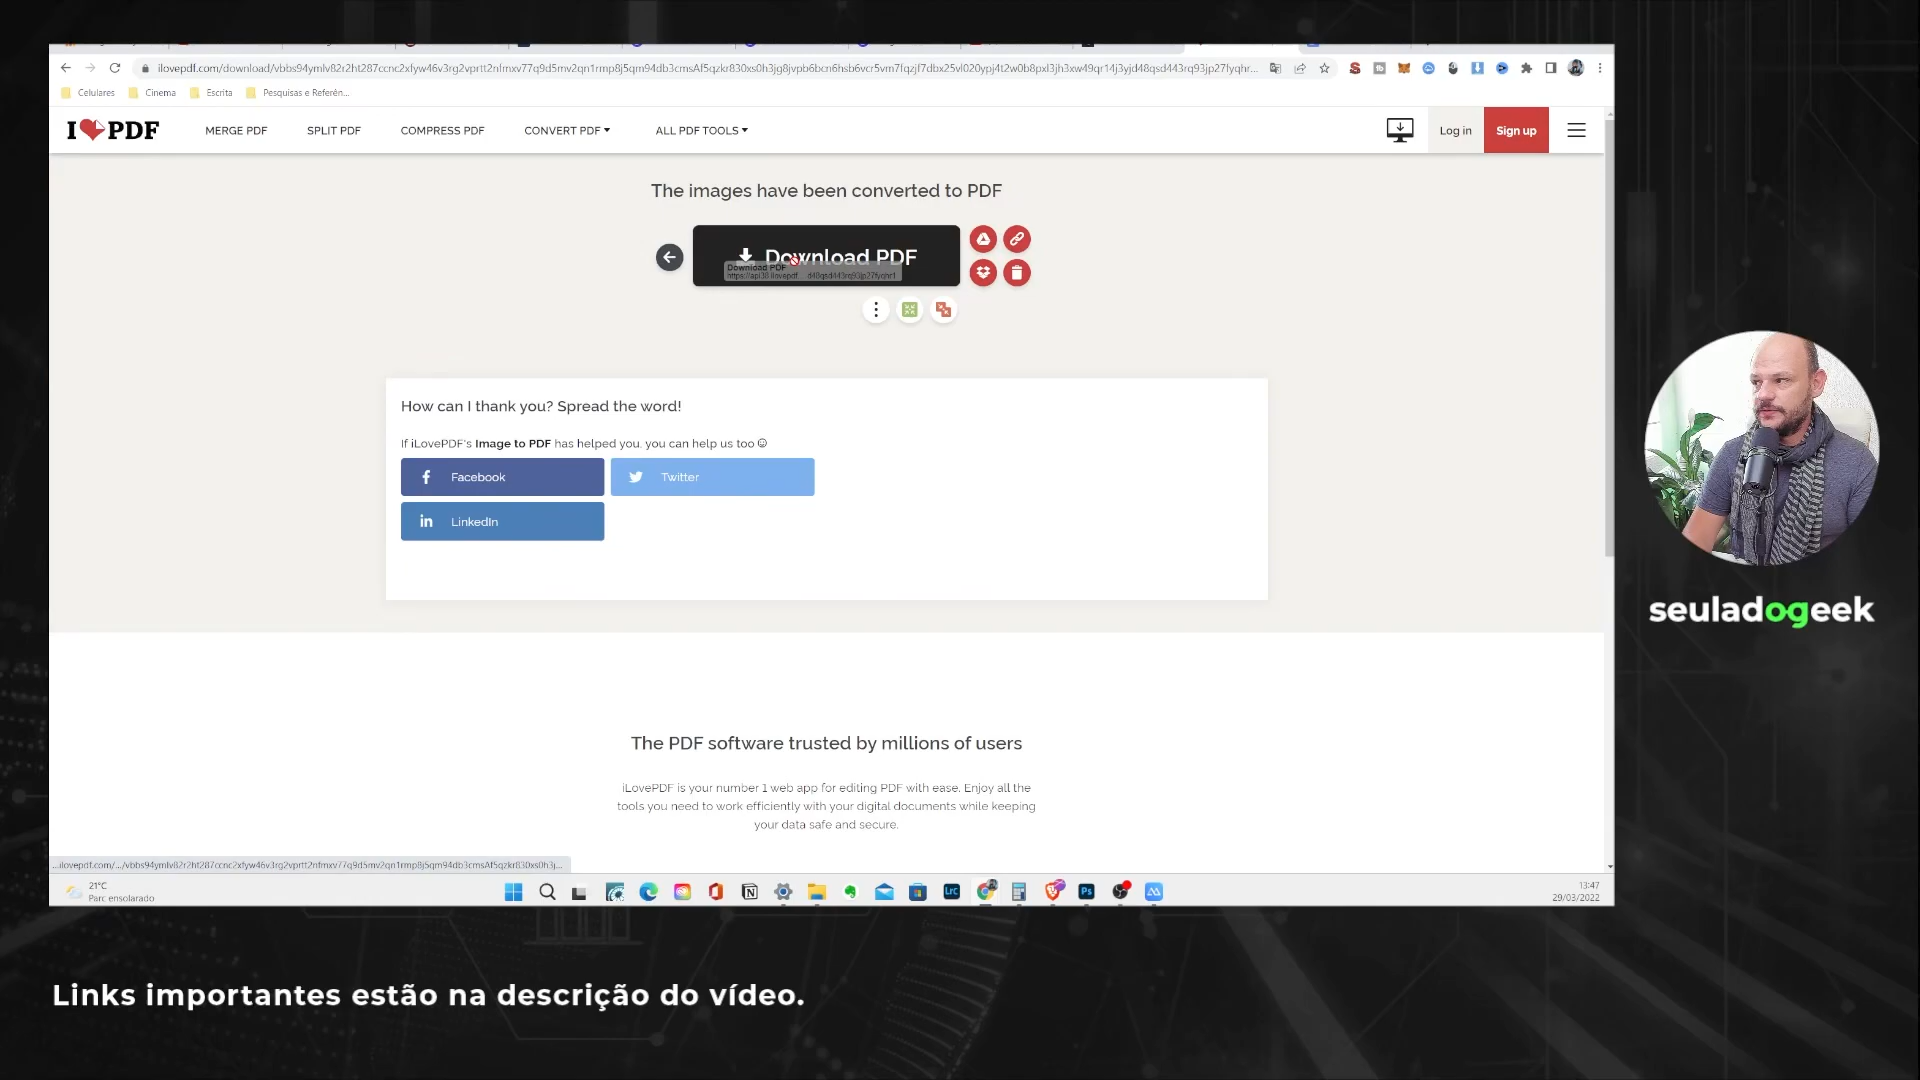 Celulares
Cinema
Escrita
Pesquisas e Referên...
I PDF
MERGE PDF
SPLIT PDF
COMPRESS PDF
CONVERT PDF
ALL PDF TOOLS
Log in
Sign up
The images have been converted to PDF
Download PDF
Download PDF
How can I thank you? Spread the word!
If iLovePDF's Image to PDF has helped you, you can help us too
Facebook
Twitter
LinkedIn
seuladogeek
The PDF software trusted by millions of users
iLovePDF is your number 1 web app for editing PDF with ease. Enjoy all the
tools you need to work efficiently with your digital documents while keeping
your data safe and secure.
21°C
Parc ensolarado
Lrc
Ps
13:47
29/03/2022
Links importantes estão na descrição do vídeo.